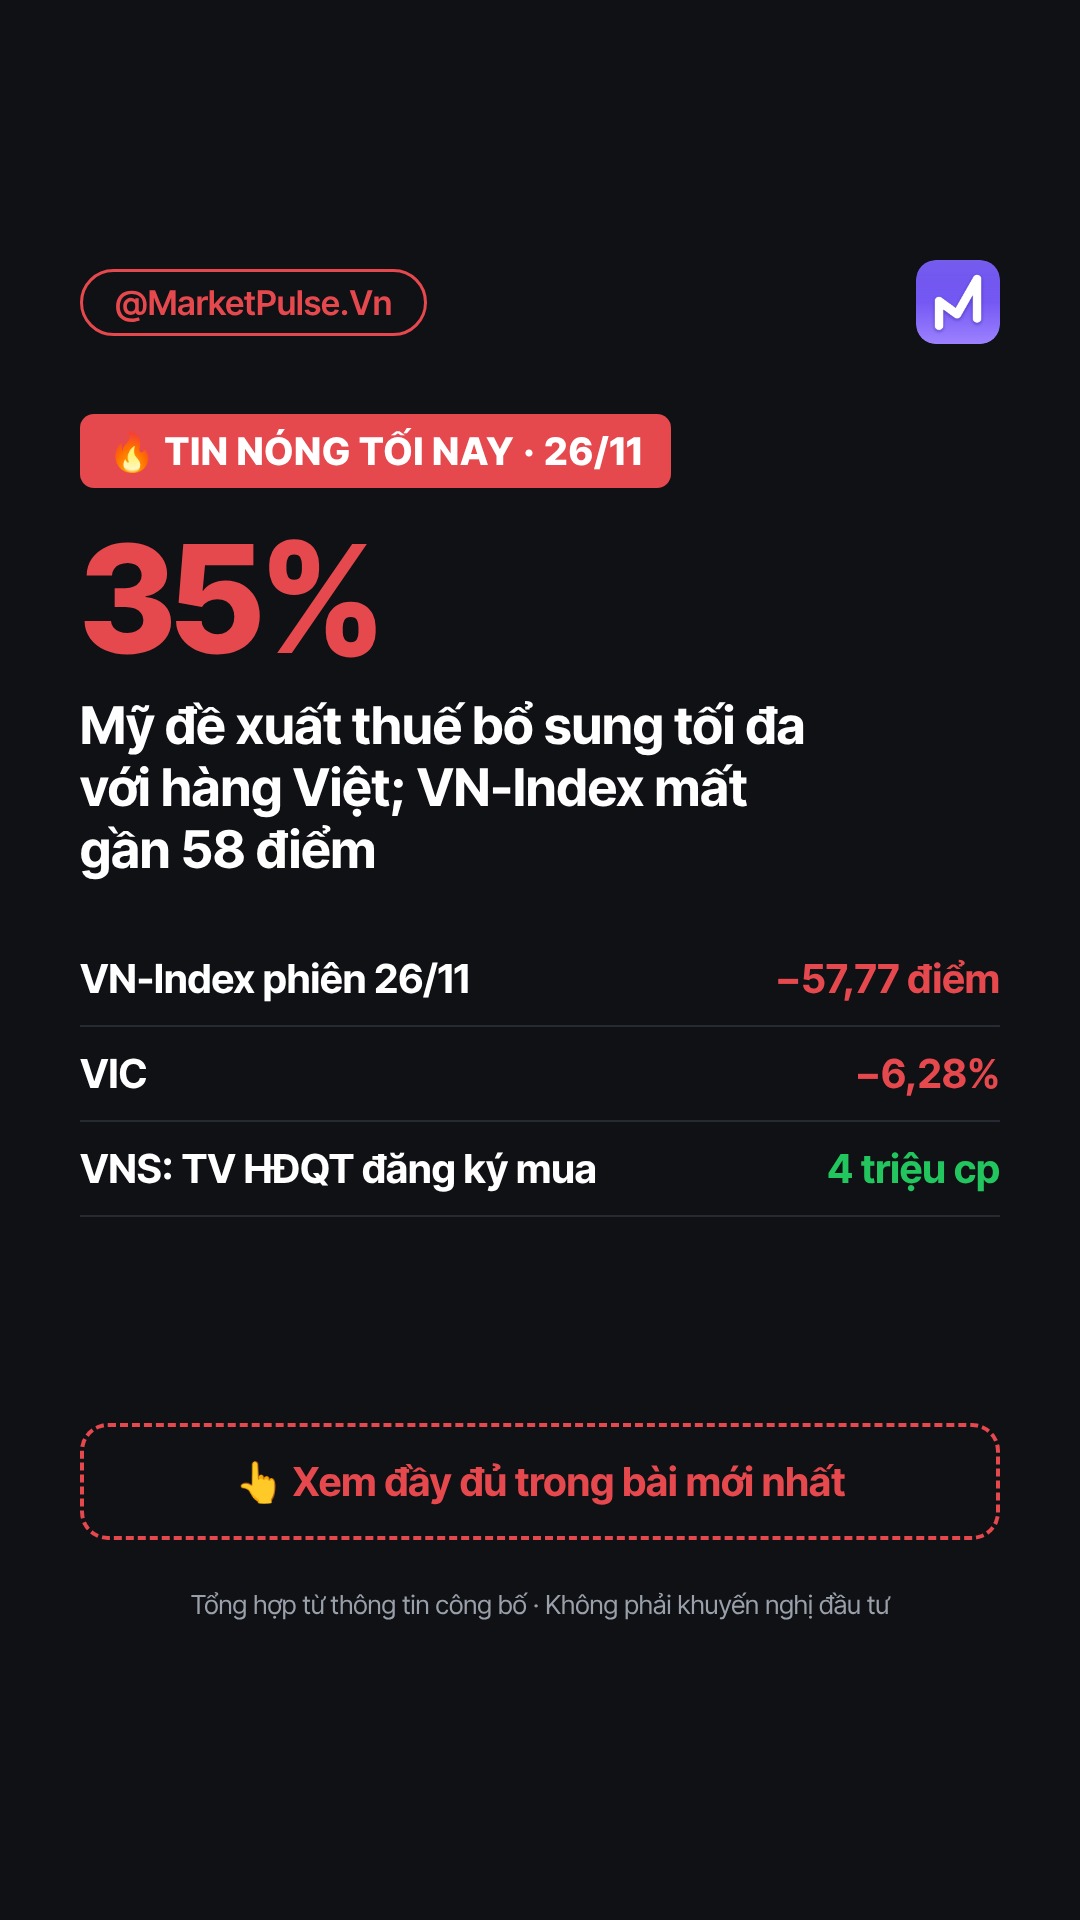 @MarketPulse.Vn
🔥 TIN NÓNG TỐI NAY · 26/11
35%
Mỹ đề xuất thuế bổ sung tối đa
với hàng Việt; VN-Index mất
gần 58 điểm
VN-Index phiên 26/11 −57,77 điểm
VIC −6,28%
VNS: TV HĐQT đăng ký mua 4 triệu cp
👆 Xem đầy đủ trong bài mới nhất
Tổng hợp từ thông tin công bố · Không phải khuyến nghị đầu tư